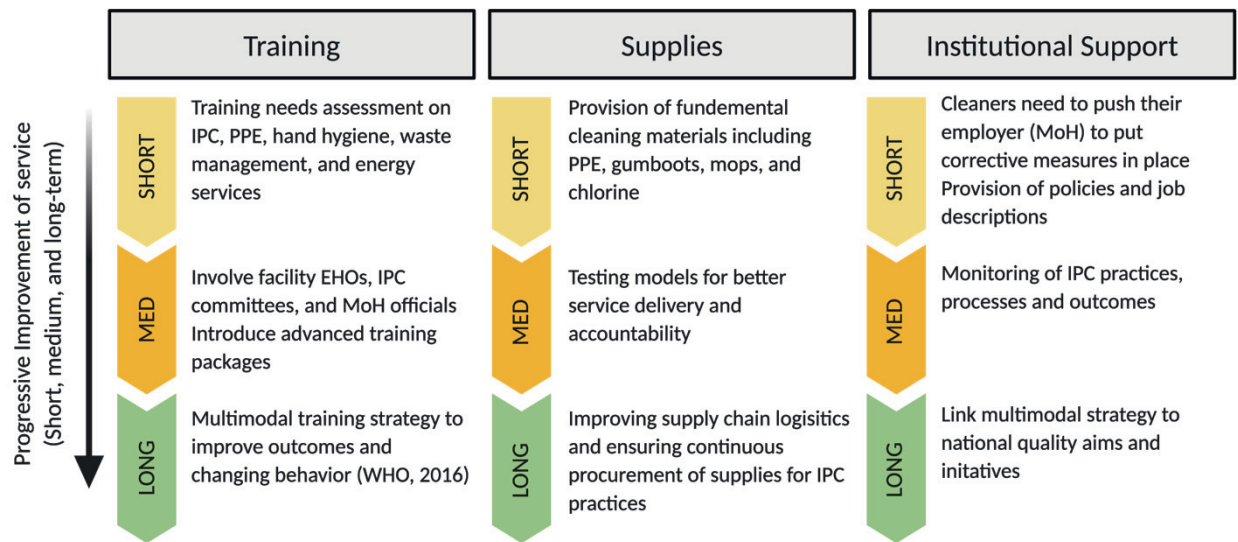 Training
Supplies
Institutional Support
Progressive Improvement of service
(Short, medium, and long-term)
SHORT
Training needs assessment on
IPC, PPE, hand hygiene, waste
management, and energy
services
MED
Involve facility EHOs, IPC
committees, and MoH officials
Introduce advanced training
packages
LONG
Multimodal training strategy to
improve outcomes and
changing behavior (WHO, 2016)
SHORT
Provision of fundemental
cleaning materials including
PPE, gumboots, mops, and
chlorine
MED
Testing models for better
service delivery and
accountability
LONG
Improving supply chain logisitics
and ensuring continuous
procurement of supplies for IPC
practices
SHORT
Cleaners need to push their
employer (MoH) to put
corrective measures in place
Provision of policies and job
descriptions
MED
Monitoring of IPC practices,
processes and outcomes
LONG
Link multimodal strategy to
national quality aims and
initatives